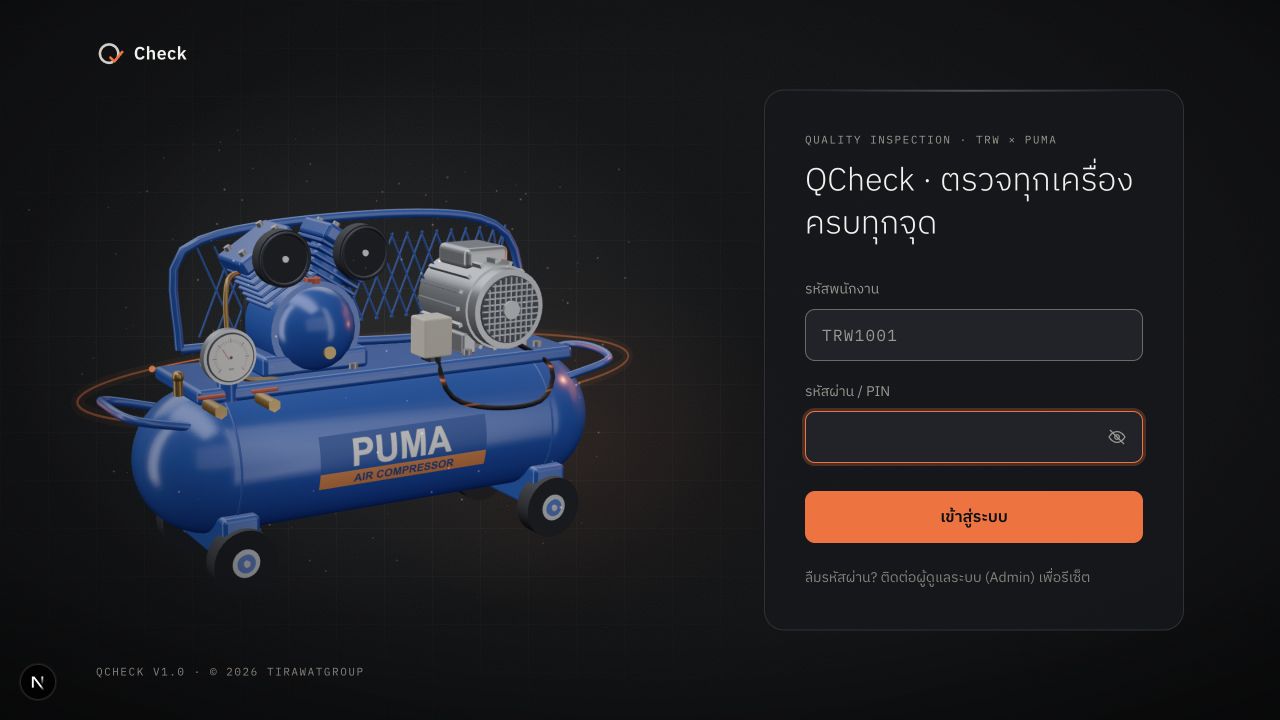 Check
QUALITY INSPECTION · TRW × PUMA
QCheck · ตรวจทุกเครื่อง
ครบทุกจุด
รหัสพนักงาน
TRW1001
รหัสผ่าน / PIN
เข้าสู่ระบบ
ลืมรหัสผ่าน? ติดต่อผู้ดูแลระบบ (Admin) เพื่อรีเซ็ต
PUMA
AIR COMPRESSOR
QCHECK V1.0 · © 2026 TIRAWATGROUP
N